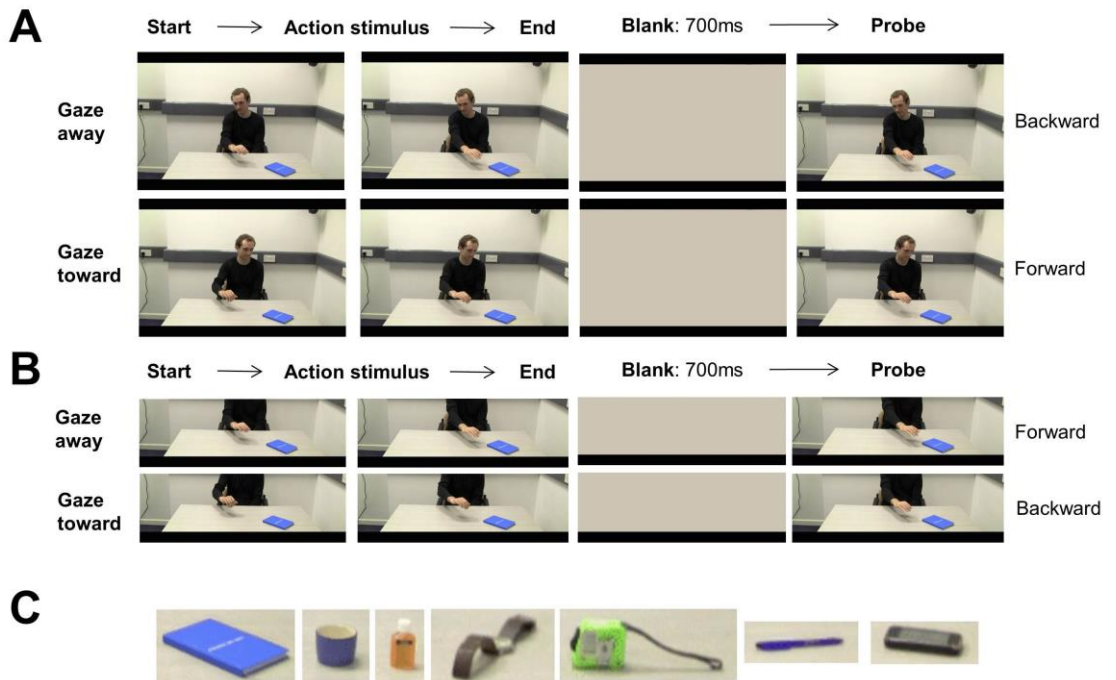 A
Start → Action stimulus → End Blank: 700ms → Probe
Gaze
away
Backward
Gaze
toward
Forward
B
Start → Action stimulus → End Blank: 700ms → Probe
Gaze
away
Forward
Gaze
toward
Backward
C